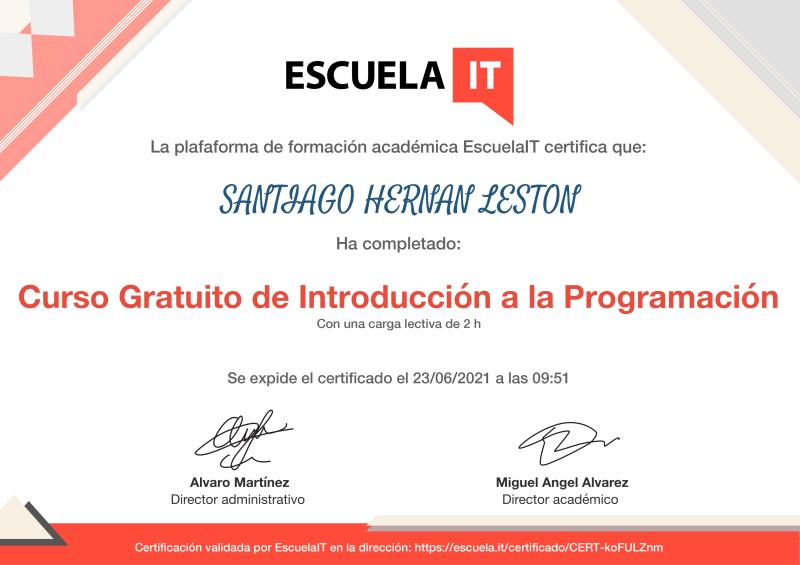 ESCUELA IT
La plafaforma de formación académica EscuelaIT certifica que:
SANTIAGO HERNAN LESTON
Ha completado:
Curso Gratuito de Introducción a la Programación
Con una carga lectiva de 2 h
Se expide el certificado el 23/06/2021 a las 09:51
Alvaro Martínez
Director administrativo
Miguel Angel Alvarez
Director académico
Certificación validada por EscuelaIT en la dirección: https://escuela.it/certificado/CERT-koFULZnm